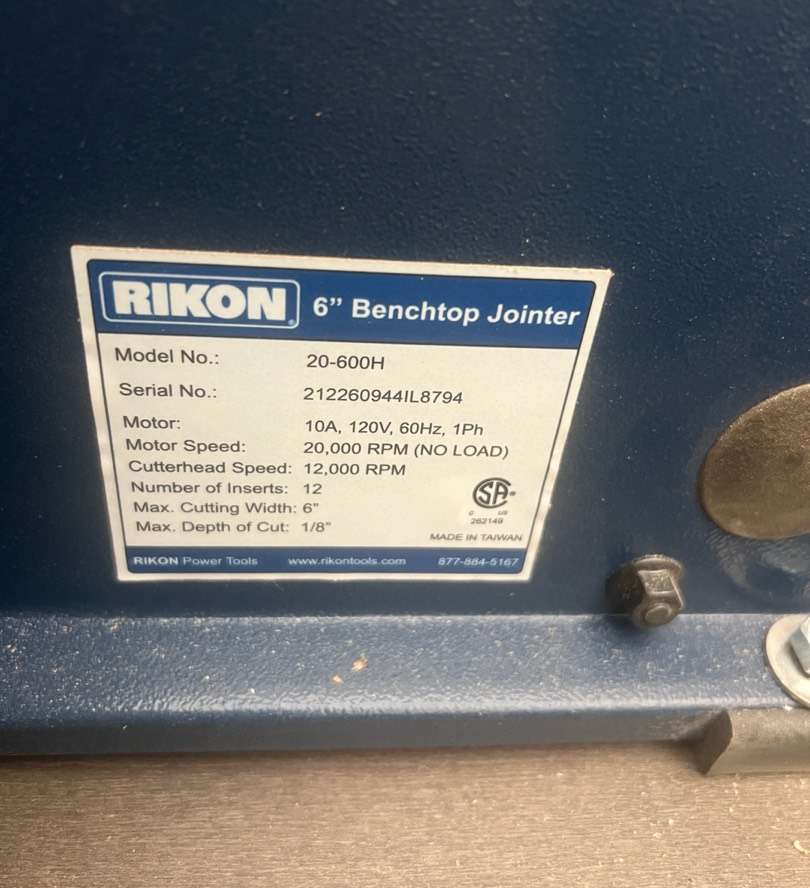 RIKON® 6” Benchtop Jointer
Model No.: 20-600H
Serial No.: 212260944IL8794
Motor: 10A, 120V, 60Hz, 1Ph
Motor Speed: 20,000 RPM (NO LOAD)
Cutterhead Speed: 12,000 RPM
Number of Inserts: 12
Max. Cutting Width: 6"
Max. Depth of Cut: 1/8"
SA
C US
262149
MADE IN TAIWAN
RIKON Power Tools www.rikontools.com 877-884-5167